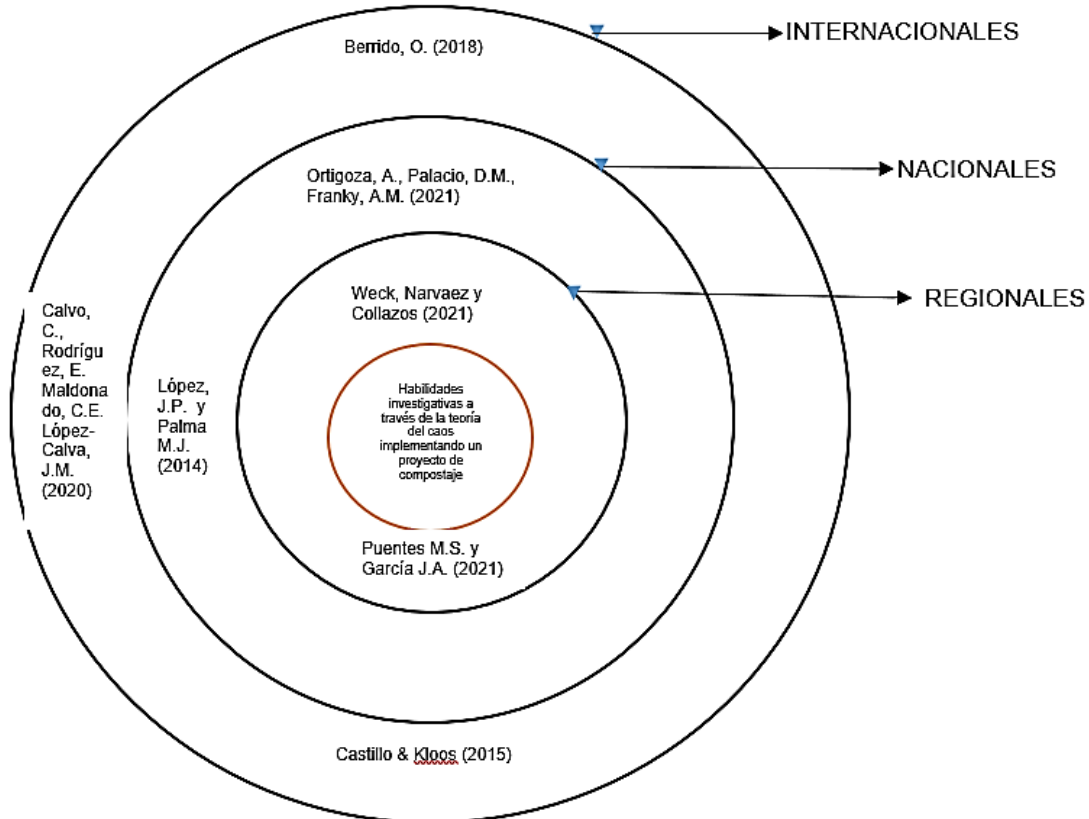 INTERNACIONALES
Berrido, O. (2018)
NACIONALES
Ortigoza, A., Palacio, D.M.,
Franky, A.M. (2021)
REGIONALES
Weck, Narvaez y
Collazos (2021)
Calvo,
C.,
Rodrígu
ez, E.
Maldona
do, C.E.
López-
Calva,
J.M.
(2020)
López,
J.P. y
Palma
M.J.
(2014)
Habilidades
investigativas a
través de la teoría
del caos
implementando un
proyecto de
compostaje
Puentes M.S. y
García J.A. (2021)
Castillo & Kloos (2015)